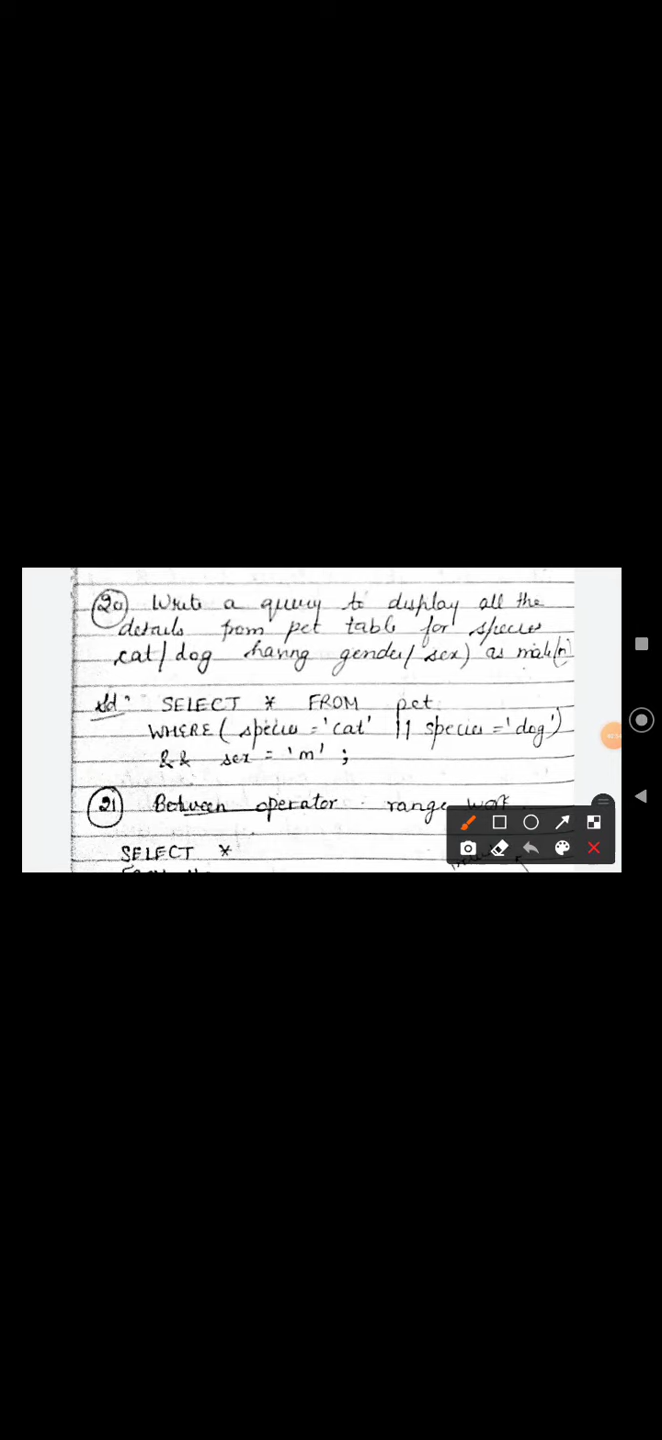 20 Write a query to display all the
details from pet table for species
cat/dog having gender/sex) as male(m)
Sol: SELECT * FROM pet
WHERE ( species = 'cat' || species = 'dog')
&& sex = 'm' ;
21 Between operator range
SELECT *